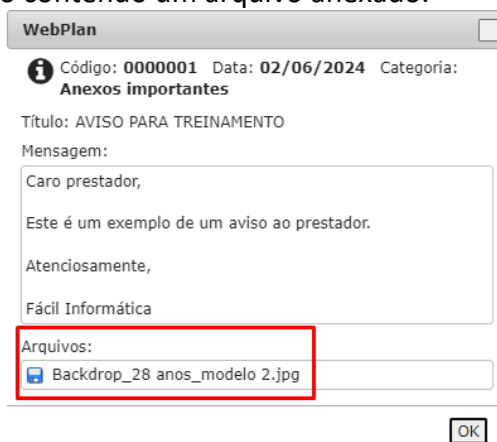 o contendo um arquivo anexado.
WebPlan
Código: 0000001 Data: 02/06/2024 Categoria:
Anexos importantes
Título: AVISO PARA TREINAMENTO
Mensagem:
Caro prestador,
Este é um exemplo de um aviso ao prestador.
Atenciosamente,
Fácil Informática
Arquivos:
Backdrop_28 anos_modelo 2.jpg
OK